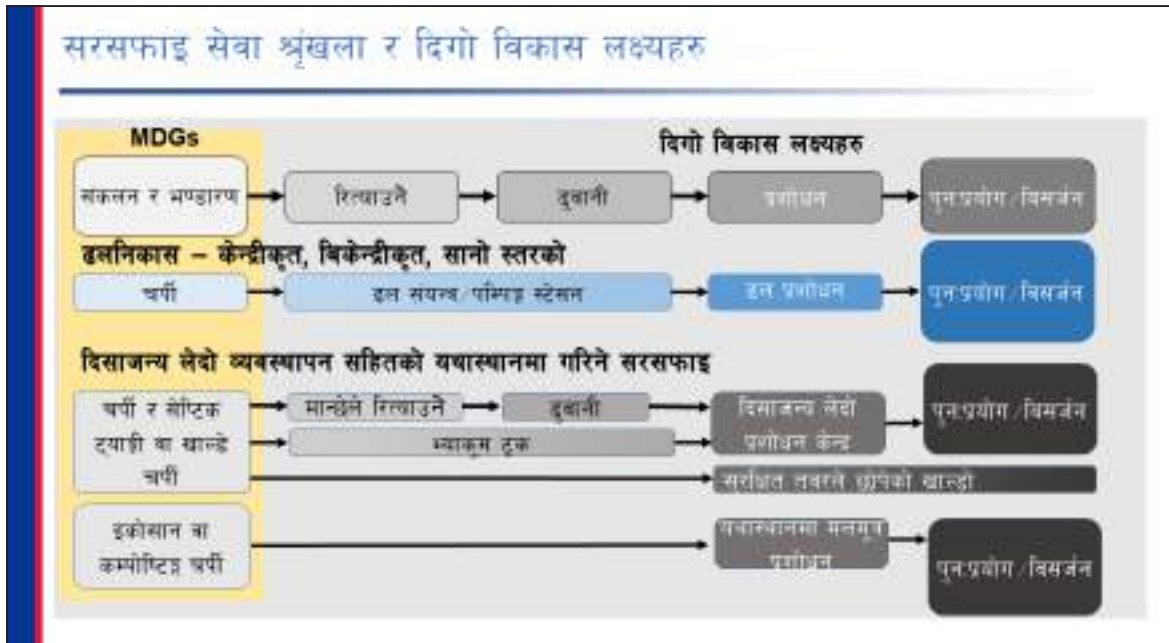 सरसफाइ सेवा श्रृंखला र दिगो विकास लक्ष्यहरु
MDGs
दिगो विकास लक्ष्यहरु
संकलन र भण्डारण
रित्याउने
ढुवानी
प्रशोधन
पुन:प्रयोग/विसर्जन
ढलनिकास – केन्द्रीकृत, बिकेन्द्रीकृत, सानो स्तरको
चर्पी
ढल संयन्त्र/पम्पिङ्ग स्टेसन
ढल प्रशोधन
पुन:प्रयोग/विसर्जन
दिसाजन्य लेदो व्यवस्थापन सहितको यथास्थानमा गरिने सरसफाइ
चर्पी र सेप्टिक
ट्याङ्की वा खाल्डे
चर्पी
मान्छेले रित्याउने
ढुवानी
भ्याकुम ट्रक
दिसाजन्य लेदो
प्रशोधन केन्द्र
पुन:प्रयोग/विसर्जन
सुरक्षित तवरले छोपेको खाल्डो
इकोसान वा
कम्पोष्टिङ्ग चर्पी
यथास्थानमा मलमूत्र
प्रशोधन
पुन:प्रयोग/विसर्जन